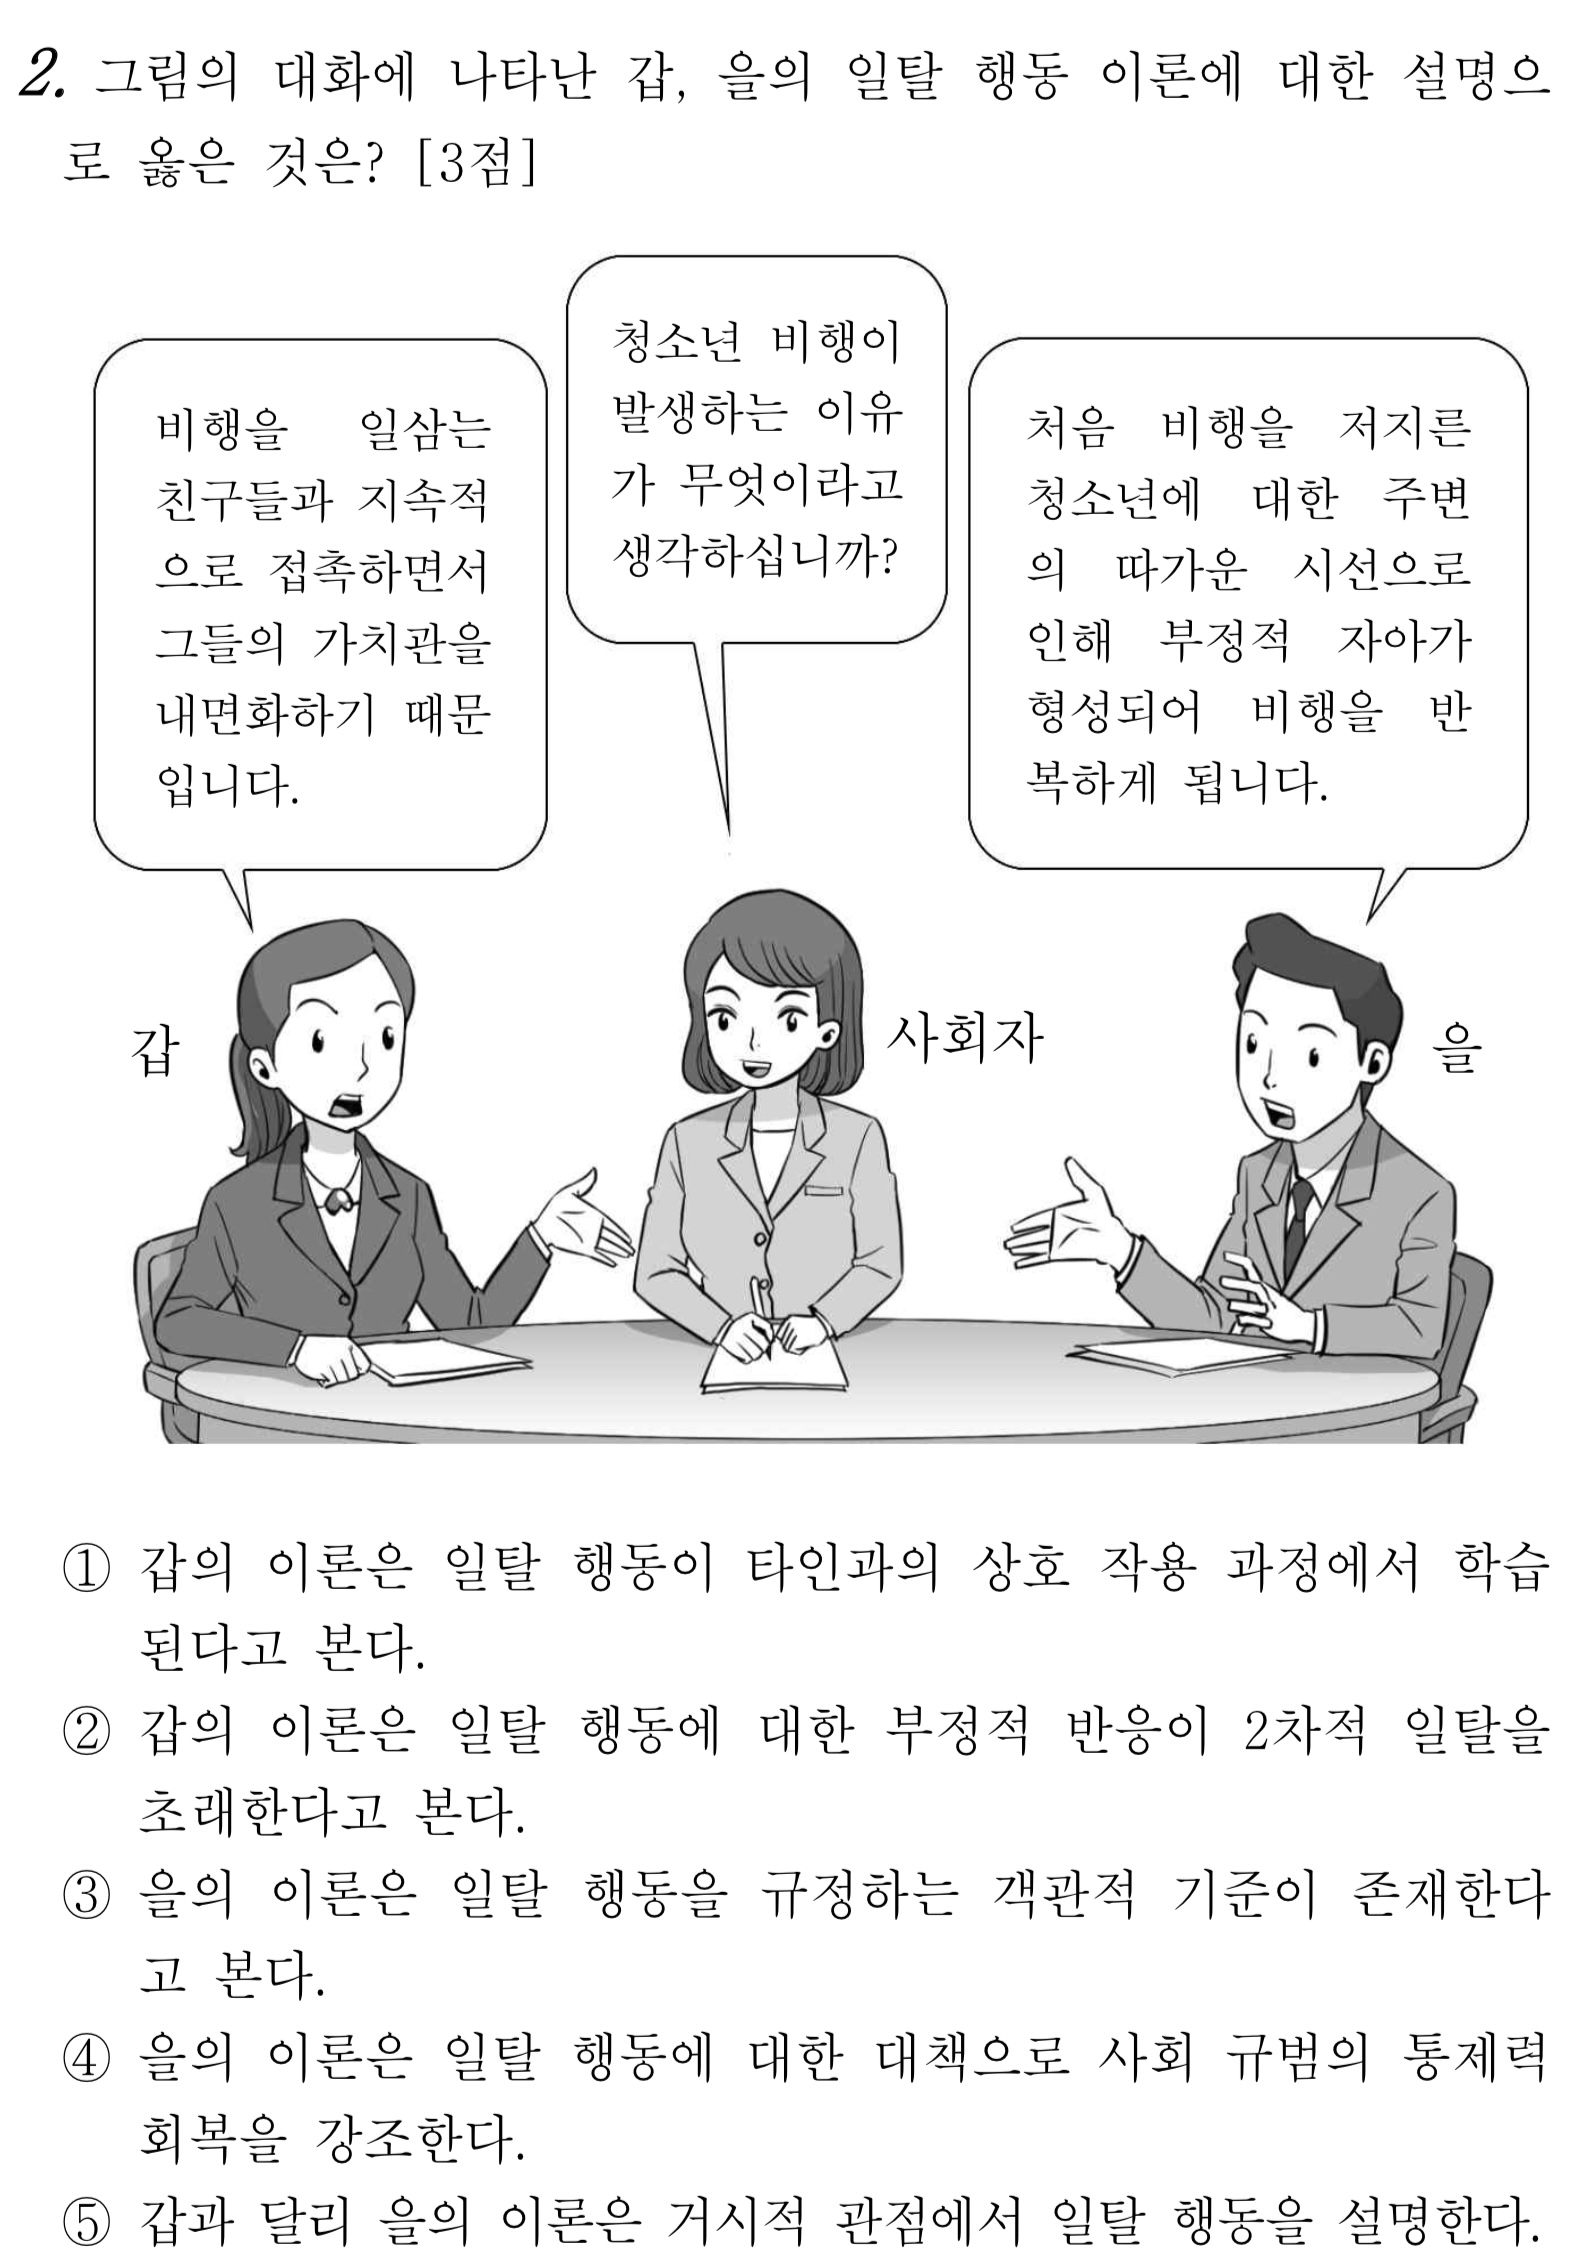 2. 그림의 대화에 나타난 갑, 을의 일탈 행동 이론에 대한 설명으
로 옳은 것은? [3점]
청소년 비행이
발생하는 이유
가 무엇이라고
생각하십니까?
비행을 일삼는
친구들과 지속적
으로 접촉하면서
그들의 가치관을
내면화하기 때문
입니다.
처음 비행을 저지른
청소년에 대한 주변
의 따가운 시선으로
인해 부정적 자아가
형성되어 비행을 반
복하게 됩니다.
갑
사회자
을
① 갑의 이론은 일탈 행동이 타인과의 상호 작용 과정에서 학습
된다고 본다.
② 갑의 이론은 일탈 행동에 대한 부정적 반응이 2차적 일탈을
초래한다고 본다.
③ 을의 이론은 일탈 행동을 규정하는 객관적 기준이 존재한다
고 본다.
④ 을의 이론은 일탈 행동에 대한 대책으로 사회 규범의 통제력
회복을 강조한다.
⑤ 갑과 달리 을의 이론은 거시적 관점에서 일탈 행동을 설명한다.